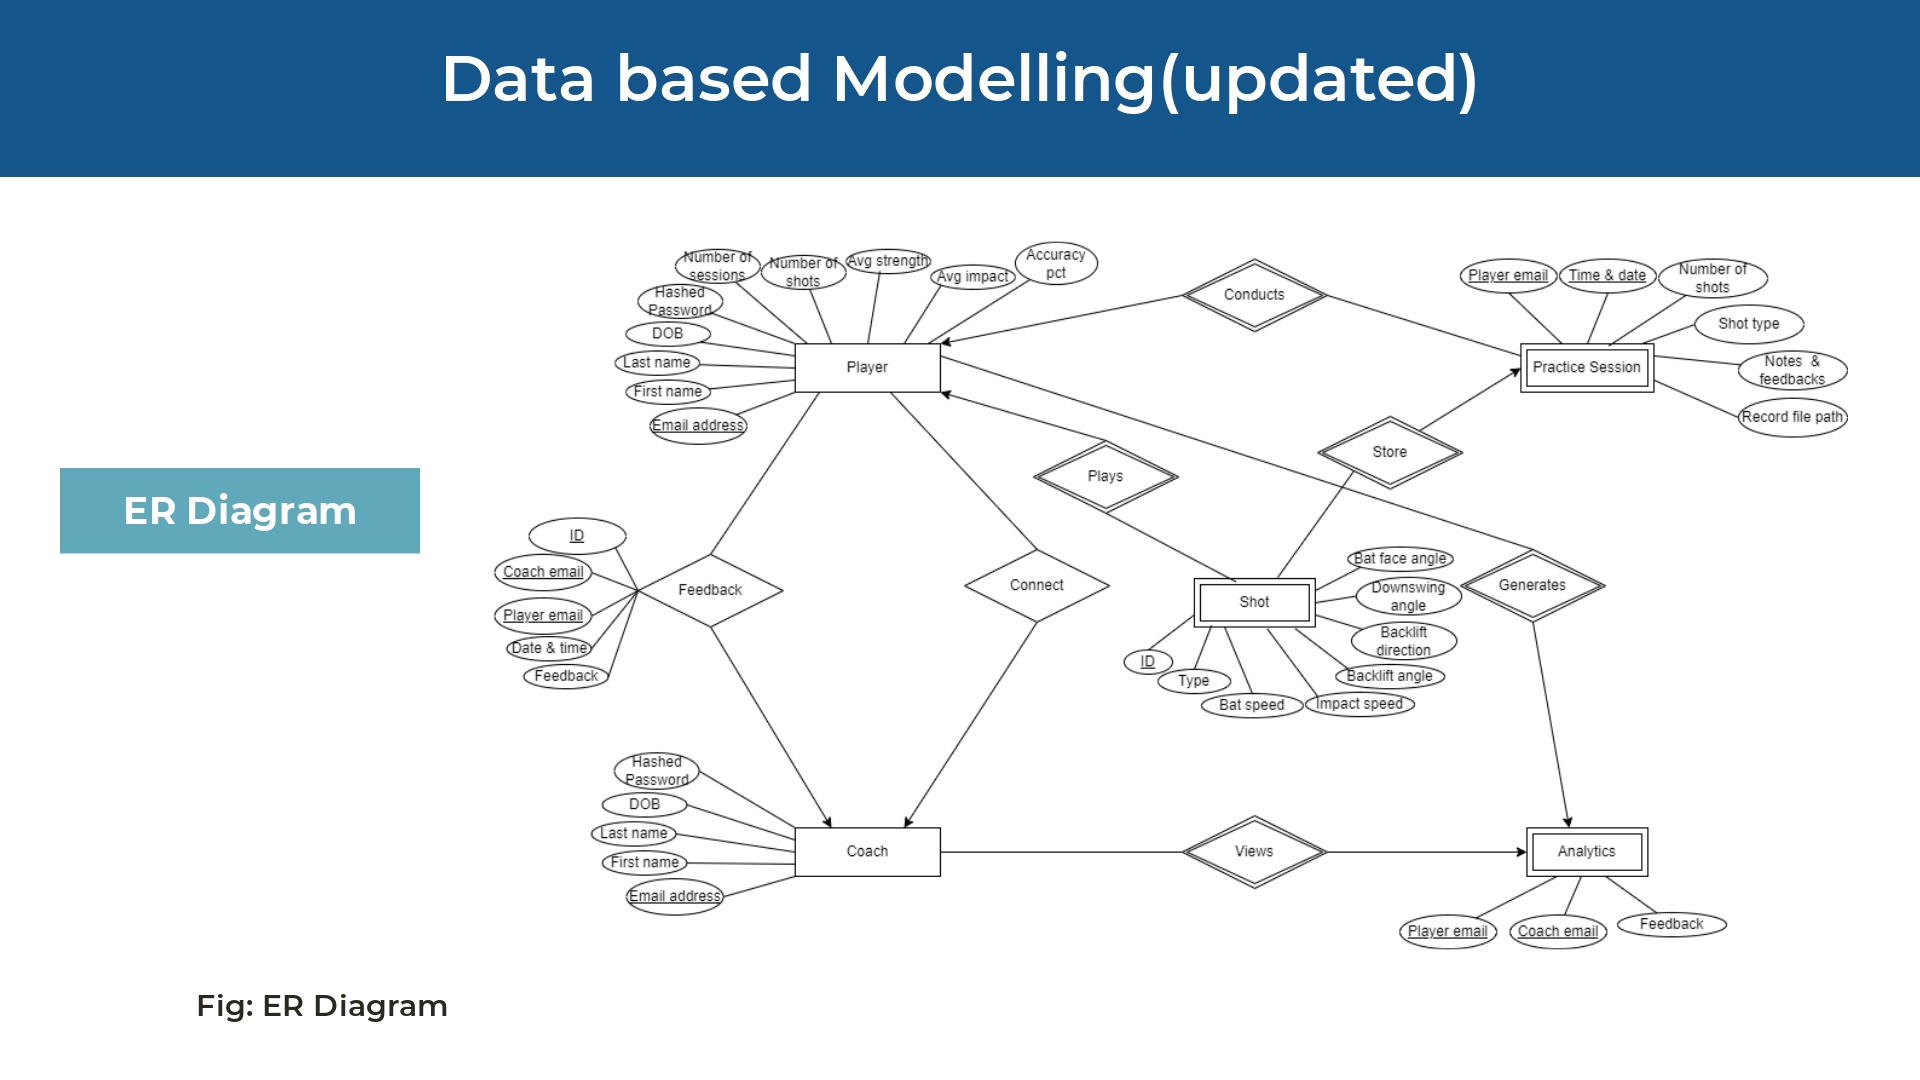 Data based Modelling(updated)
ER Diagram
Number of
sessions
Number of
shots
Avg strength
Avg impact
Accuracy
pct
Hashed
Password
DOB
Last name
First name
Email address
Player
Conducts
Player email
Time & date
Number of
shots
Shot type
Notes & 
feedbacks
Record file path
Practice Session
Store
Plays
ID
Coach email
Player email
Date & time
Feedback
Feedback
Connect
Shot
Bat face angle
Downswing
angle
Backlift
direction
Backlift angle
Impact speed
Bat speed
Type
ID
Generates
Hashed
Password
DOB
Last name
First name
Email address
Coach
Views
Analytics
Player email
Coach email
Feedback
Fig: ER Diagram